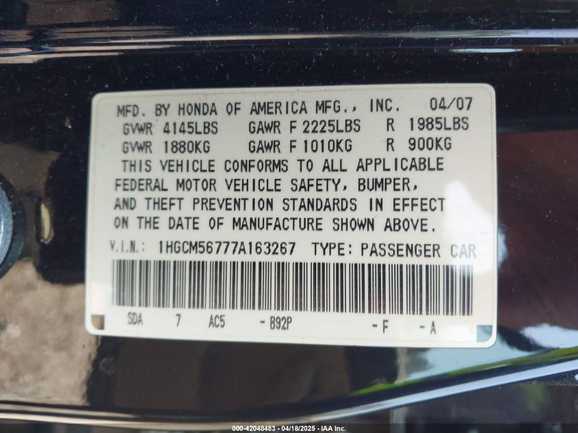 MFD. BY HONDA OF AMERICA MFG., INC. 04/07
GVWR 4145LBS GAWR F 2225LBS R 1985LBS
GVWR 1880KG GAWR F 1010KG R 900KG
THIS VEHICLE CONFORMS TO ALL APPLICABLE
FEDERAL MOTOR VEHICLE SAFETY, BUMPER,
AND THEFT PREVENTION STANDARDS IN EFFECT
ON THE DATE OF MANUFACTURE SHOWN ABOVE.
V.I.N.: 1HGCM56777A163267 TYPE: PASSENGER CAR
SDA 7 AC5 - B92P - F - A
000-42048483 - 04/18/2025 - IAA Inc.